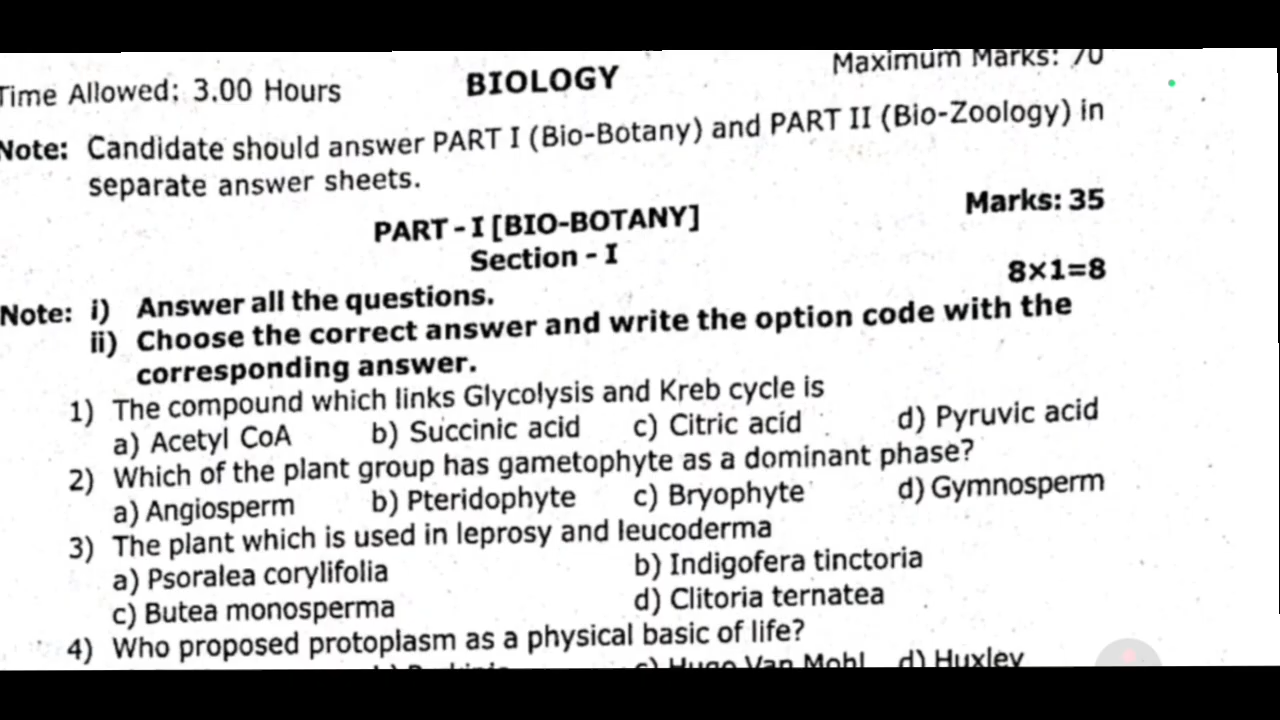 Time Allowed: 3.00 Hours BIOLOGY Maximum Marks: 70
Note: Candidate should answer PART I (Bio-Botany) and PART II (Bio-Zoology) in
separate answer sheets.
PART - I [BIO-BOTANY] Marks: 35
Section - I
8×1=8
Note: i) Answer all the questions.
ii) Choose the correct answer and write the option code with the
corresponding answer.
1) The compound which links Glycolysis and Kreb cycle is
a) Acetyl CoA b) Succinic acid c) Citric acid d) Pyruvic acid
2) Which of the plant group has gametophyte as a dominant phase?
a) Angiosperm b) Pteridophyte c) Bryophyte d) Gymnosperm
3) The plant which is used in leprosy and leucoderma
a) Psoralea corylifolia b) Indigofera tinctoria
c) Butea monosperma d) Clitoria ternatea
4) Who proposed protoplasm as a physical basic of life?
c) Hugo Van Mohl d) Huxley